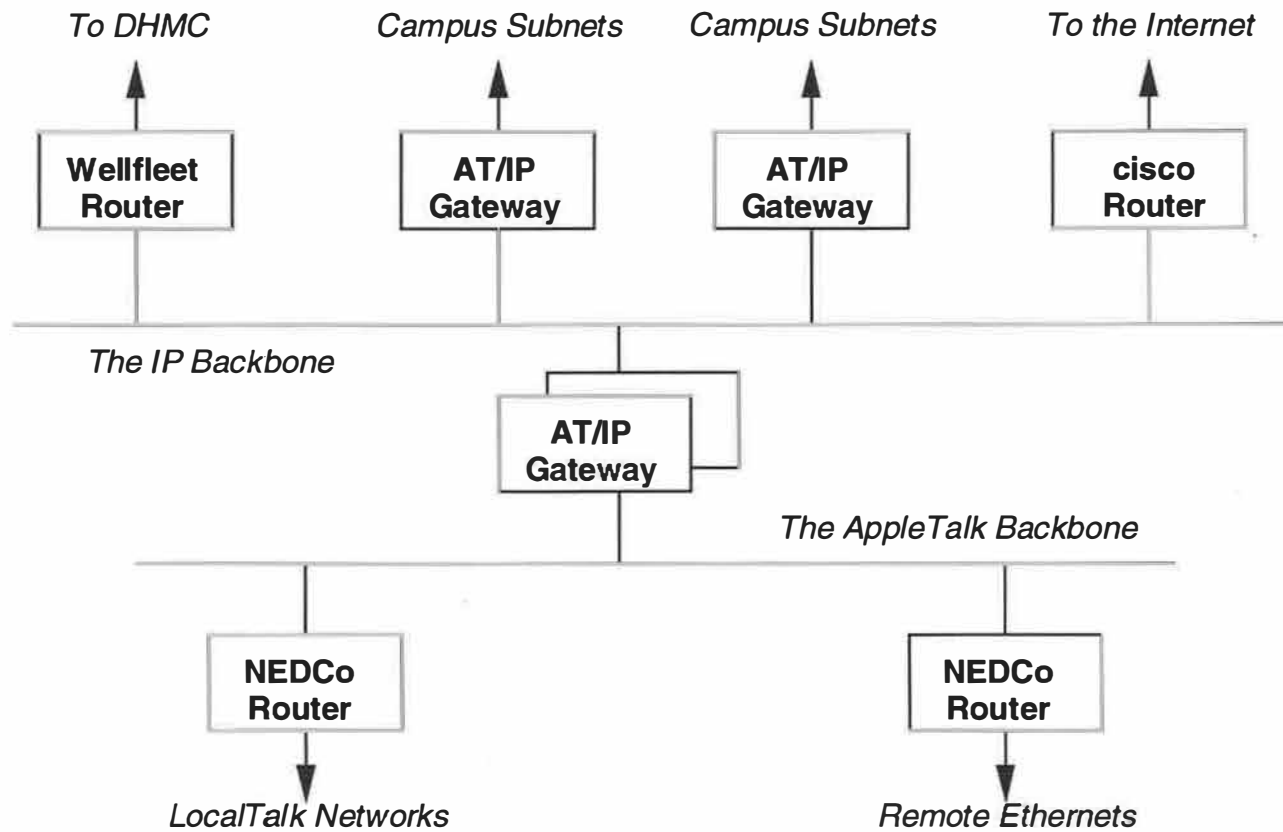 To DHMC
Campus Subnets
Campus Subnets
To the Internet
Wellfleet
Router
AT/IP
Gateway
AT/IP
Gateway
cisco
Router
The IP Backbone
AT/IP
Gateway
The AppleTalk Backbone
NEDCo
Router
NEDCo
Router
LocalTalk Networks
Remote Ethernets